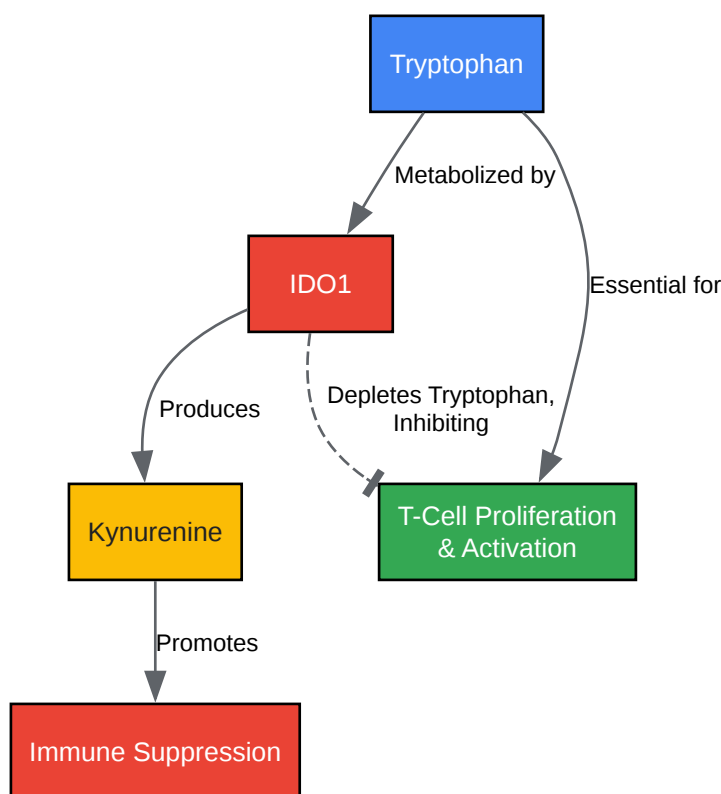 Tryptophan
Metabolized by
IDO1
Essential for
Produces
Depletes Tryptophan,
Inhibiting
Kynurenine
T-Cell Proliferation
& Activation
Promotes
Immune Suppression